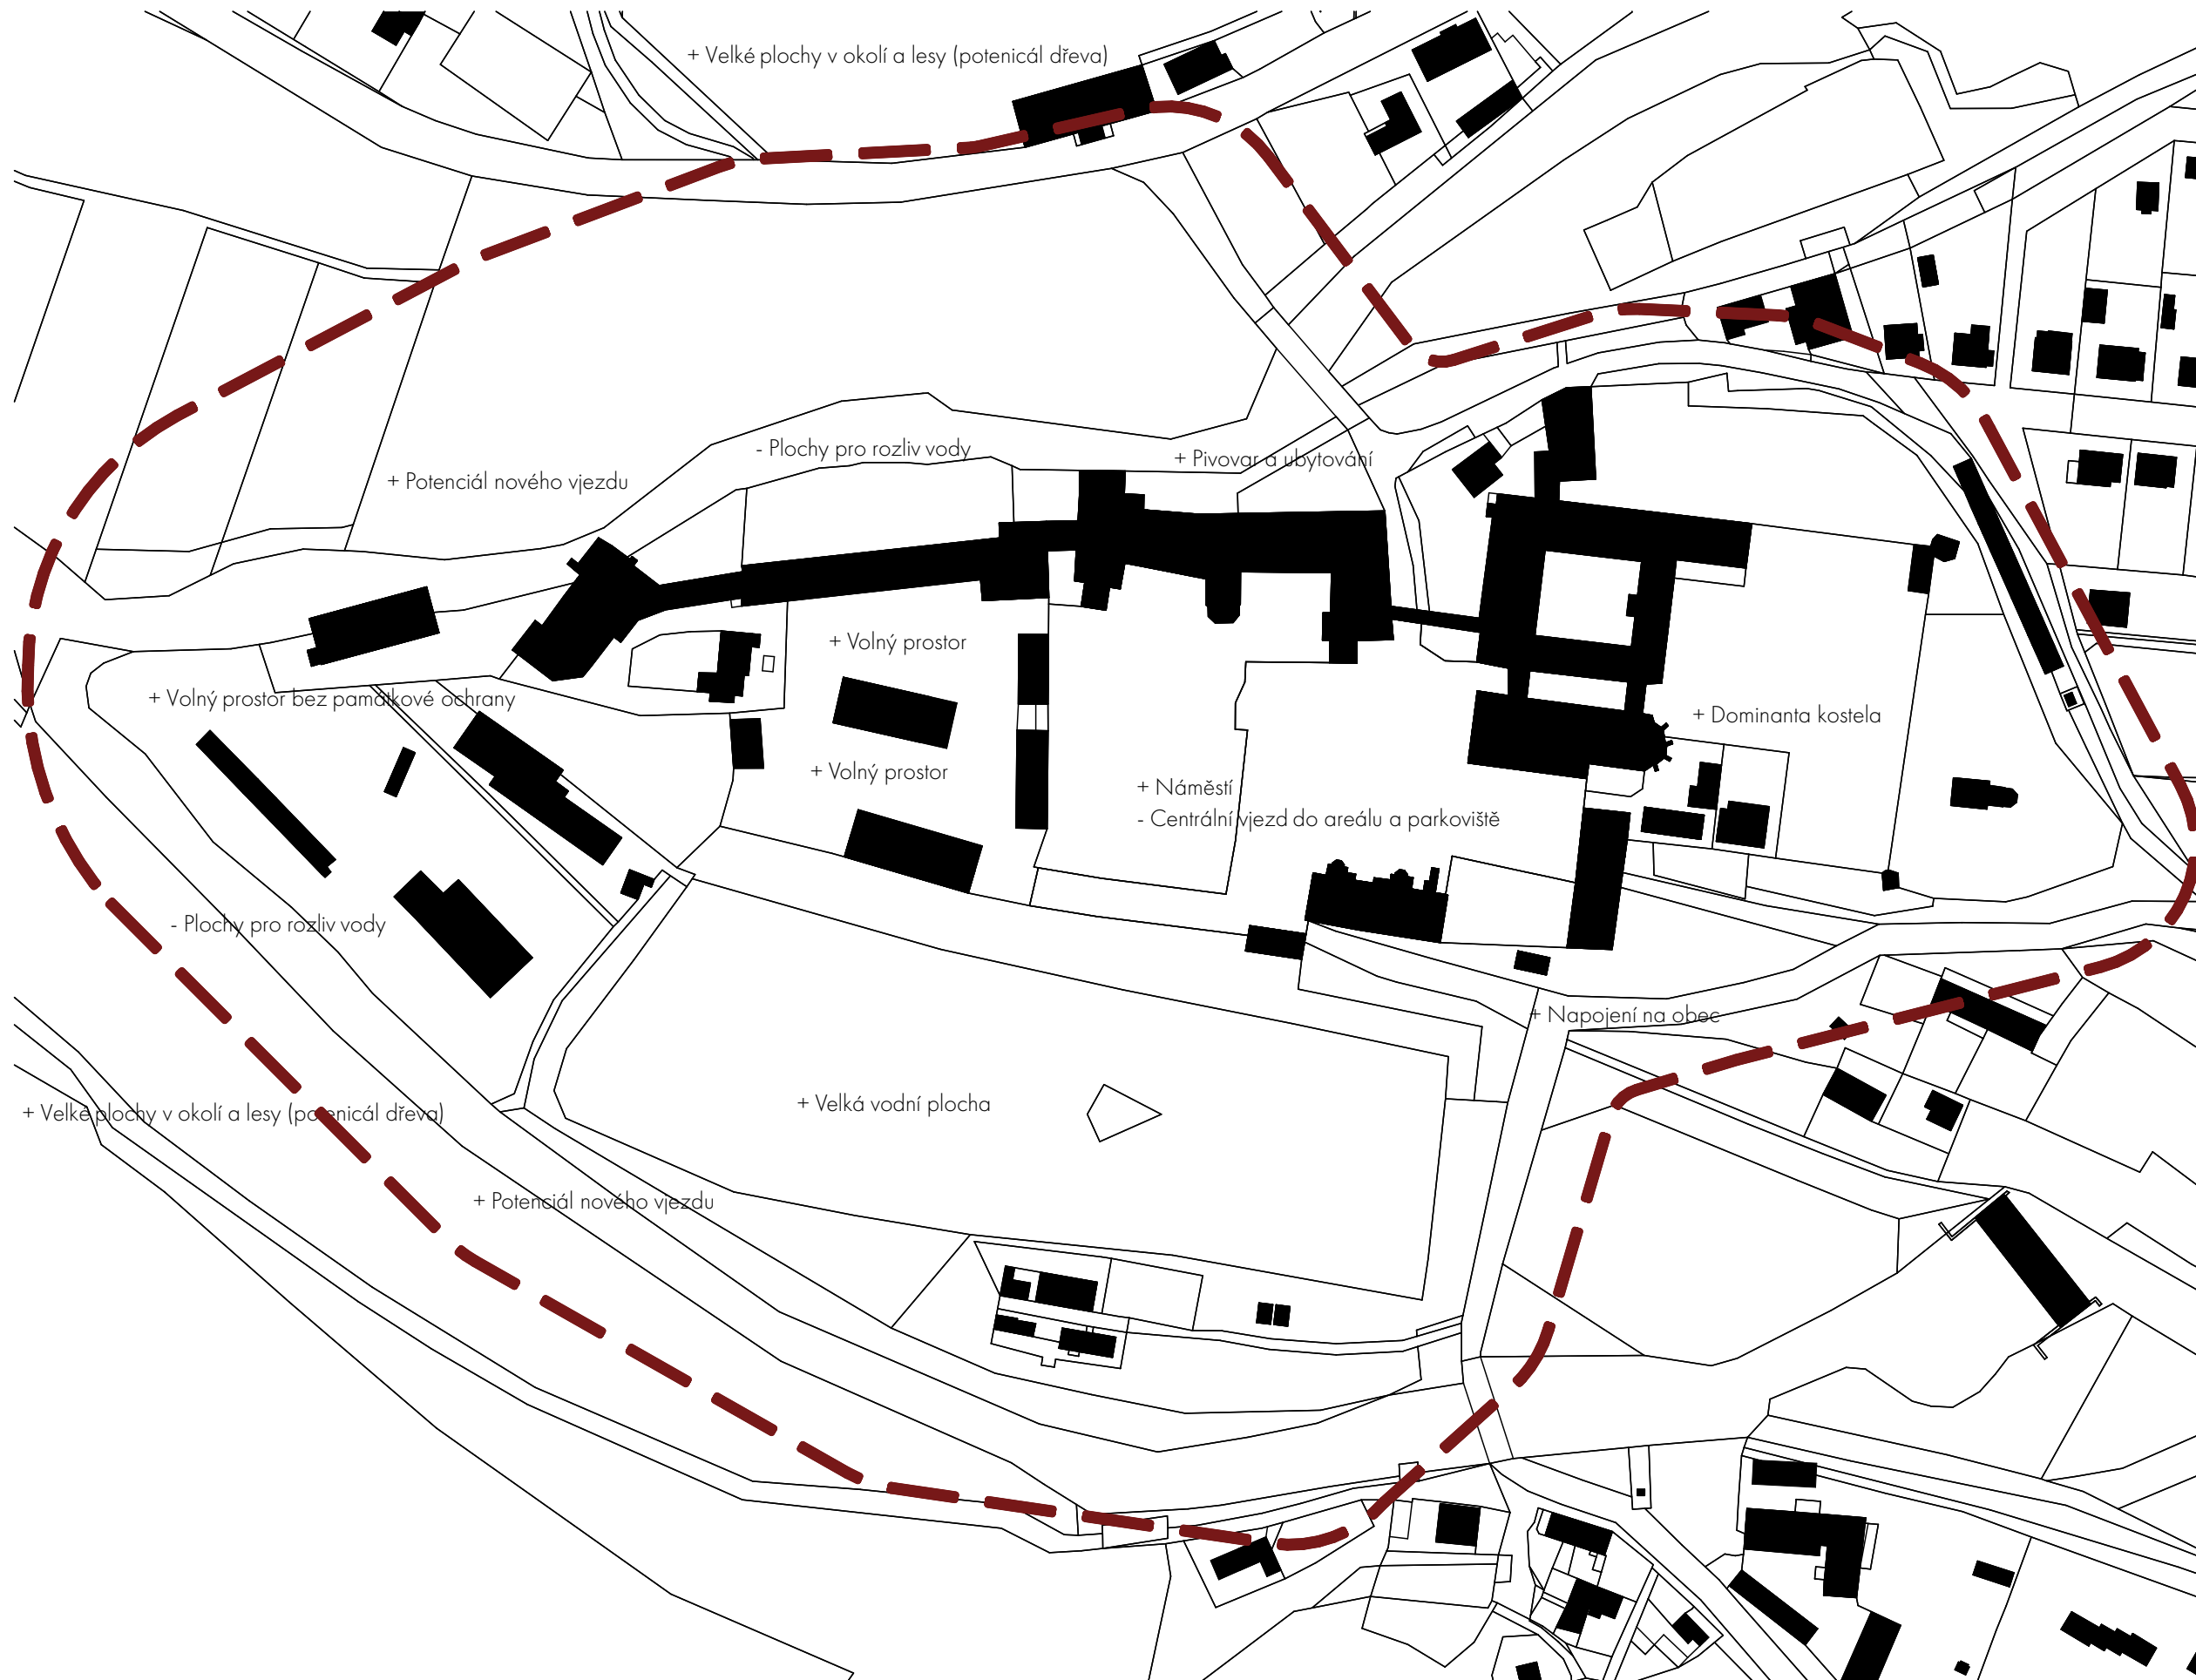 + Velké plochy v okolí a lesy (potenicál dřeva)
- Plochy pro rozliv vody
+ Pivovar a ubytování
+ Potenciál nového vjezdu
+ Volný prostor
+ Volný prostor bez památkové ochrany
+ Dominanta kostela
+ Volný prostor
+ Náměstí
- Centrální vjezd do areálu a parkoviště
- Plochy pro rozliv vody
+ Napojení na obec
+ Velká vodní plocha
+ Velké plochy v okolí a lesy (potenicál dřeva)
+ Potenciál nového vjezdu